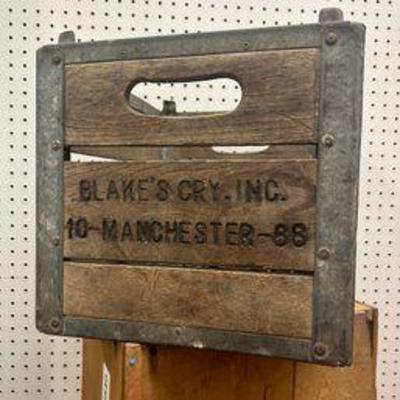 BLAKE'S CRY. INC.
10-MANCHESTER-68